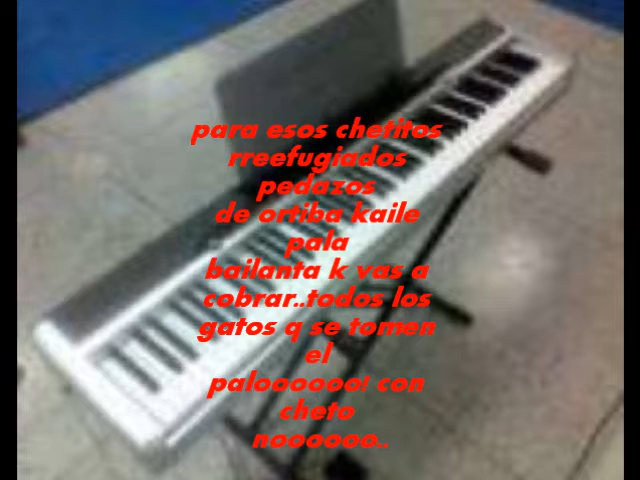 para esos chetitos
rreefugiados
pedazos
de ortiba kaile
pala
bailanta k vas a
cobrar..todos los
gatos q se tomen
el
paloooooo! con
cheto
noooooo..